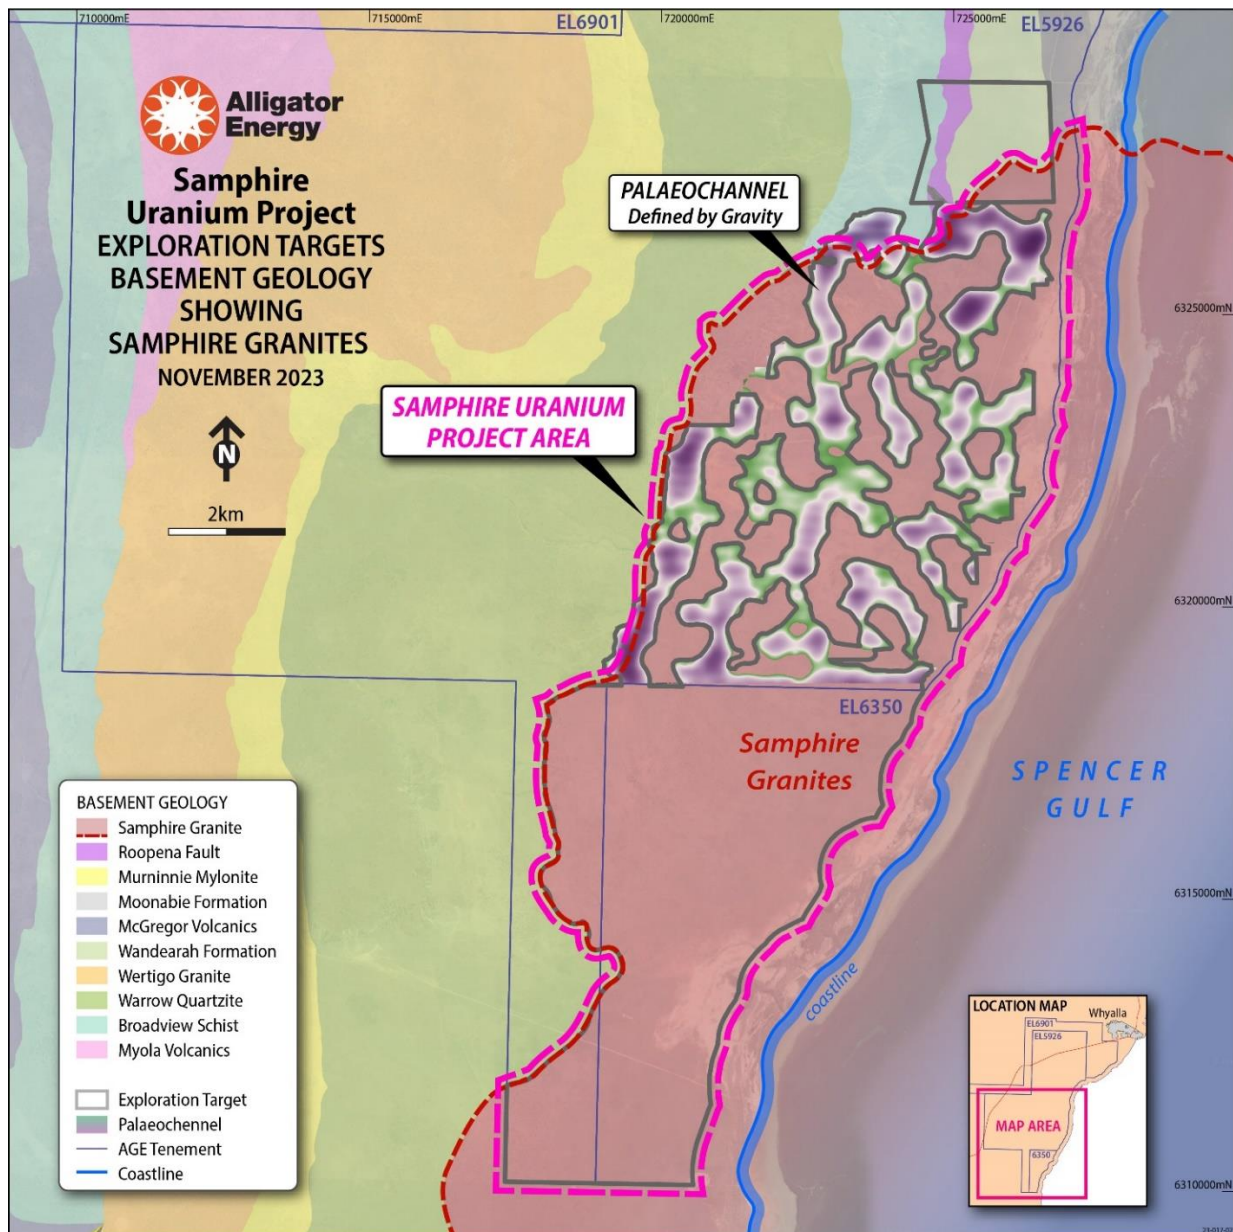 710000mE
715000mE
EL6901
720000mE
725000mE
EL5926
Alligator
Energy
Samphire
Uranium Project
EXPLORATION TARGETS
BASEMENT GEOLOGY
SHOWING
SAMPHIRE GRANITES
NOVEMBER 2023
N
2km
PALAEOCHANNEL
Defined by Gravity
SAMPHIRE URANIUM
PROJECT AREA
6325000mN
6320000mN
EL6350
Samphire
Granites
SPENCER
GULF
6315000mN
coastline
BASEMENT GEOLOGY
Samphire Granite
Roopena Fault
Murninnie Mylonite
Moonabie Formation
McGregor Volcanics
Wandearah Formation
Wertigo Granite
Warrow Quartzite
Broadview Schist
Myola Volcanics
Exploration Target
Palaeochennel
AGE Tenement
Coastline
LOCATION MAP
Whyalla
EL6901
EL5926
MAP AREA
6350
6310000mN